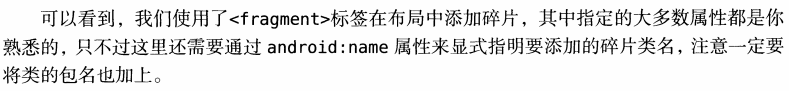 可以看到，我们使用了<fragment>标签在布局中添加碎片，其中指定的大多数属性都是你
熟悉的，只不过这里还需要通过 android:name 属性来显式指明要添加的碎片类名，注意一定要
将类的包名也加上。